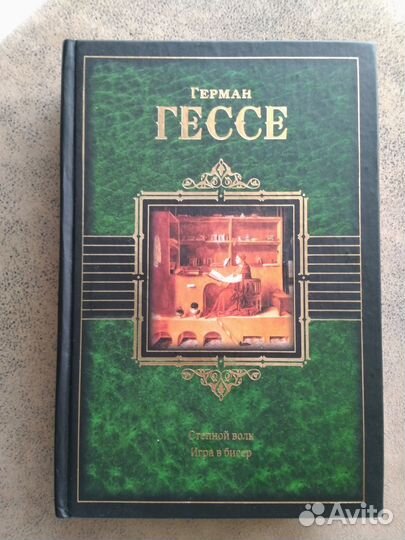 Герман
ГЕССЕ
Степной волк
Игра в бисер
Avito